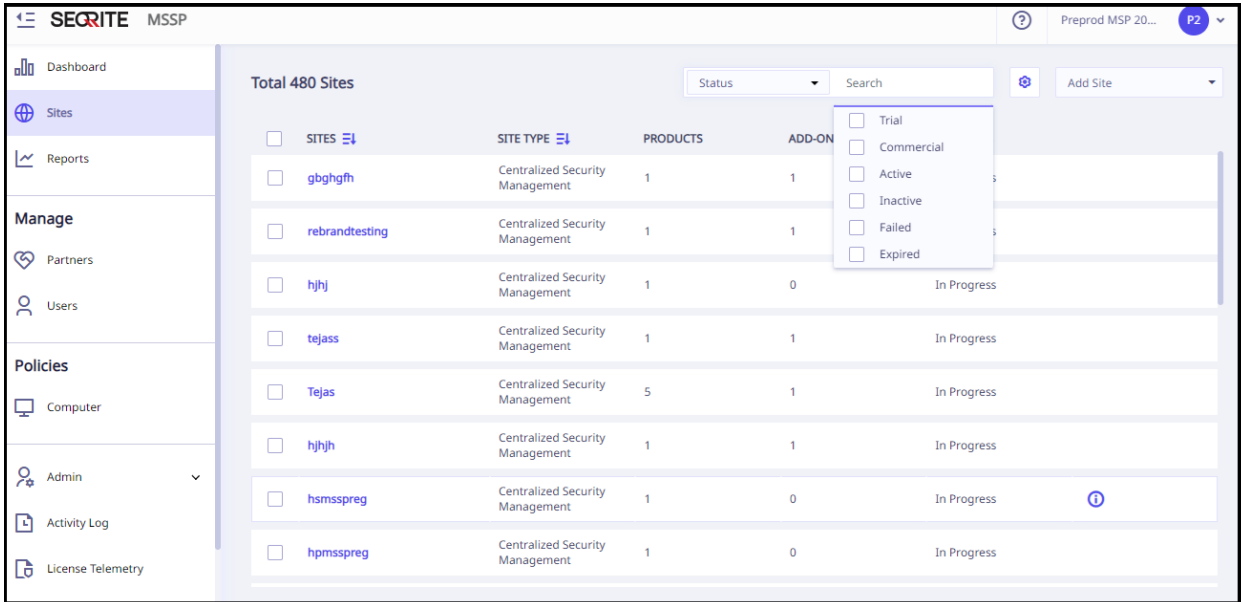 SEQRITE MSSP
Preprod MSP 20...
P2
Dashboard
Sites
Reports
Manage
Partners
Users
Policies
Computer
Admin
Activity Log
License Telemetry
Total 480 Sites
Status
Search
Add Site
Trial
Commercial
Active
Inactive
Failed
Expired
SITES SITE TYPE PRODUCTS ADD-ON
gbghgfh Centralized Security Management 1 1 s
rebrandtesting Centralized Security Management 1 1 s
hjhj Centralized Security Management 1 0 In Progress
tejass Centralized Security Management 1 1 In Progress
Tejas Centralized Security Management 5 1 In Progress
hjhjh Centralized Security Management 1 1 In Progress
hsmsspreg Centralized Security Management 1 0 In Progress
hpmsspreg Centralized Security Management 1 0 In Progress